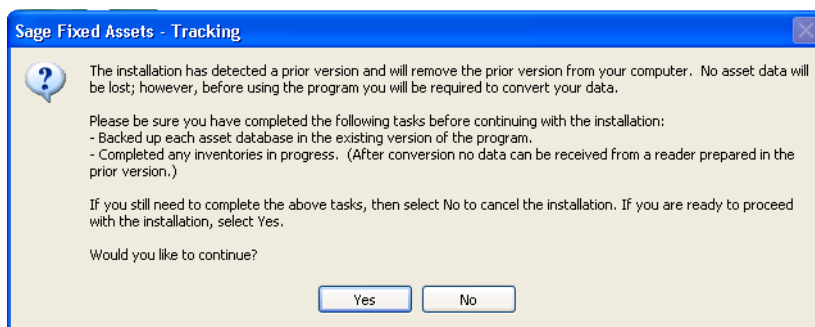 Sage Fixed Assets - Tracking
The installation has detected a prior version and will remove the prior version from your computer.  No asset data will
be lost; however, before using the program you will be required to convert your data.
Please be sure you have completed the following tasks before continuing with the installation:
- Backed up each asset database in the existing version of the program.
- Completed any inventories in progress.  (After conversion no data can be received from a reader prepared in the
prior version.)
If you still need to complete the above tasks, then select No to cancel the installation. If you are ready to proceed
with the installation, select Yes.
Would you like to continue?
Yes
No